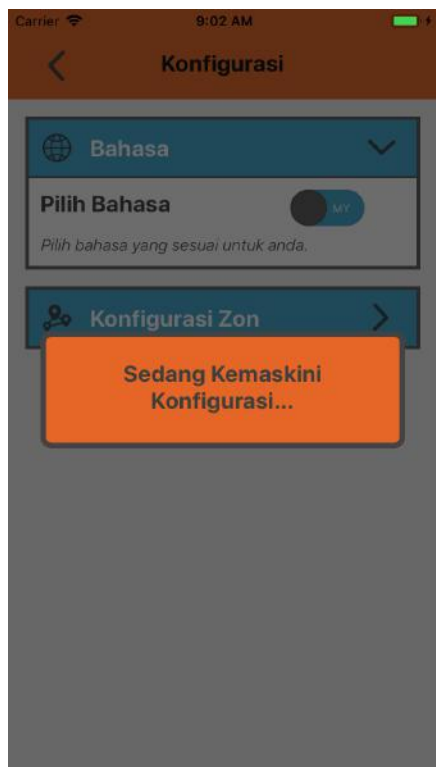 Carrier 9:02 AM
Konfigurasi
Bahasa
Pilih Bahasa MY
Pilih bahasa yang sesuai untuk anda.
Konfigurasi Zon
Sedang Kemaskini
Konfigurasi...